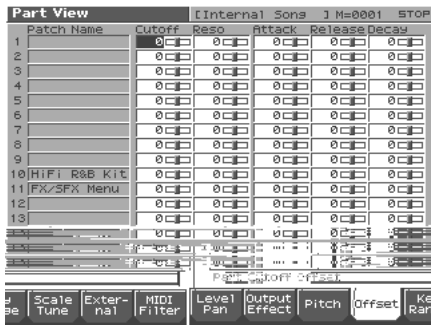 Part View [Internal Song ] M=0001 STOP
Patch Name Cutoff Reso Attack Release Decay
1 0 0 0 0 0
2 0 0 0 0 0
3 0 0 0 0 0
4 0 0 0 0 0
5 0 0 0 0 0
6 0 0 0 0 0
7 0 0 0 0 0
8 0 0 0 0 0
9 0 0 0 0 0
10 HiFi R&B Kit 0 0 0 0 0
11 FX/SFX Menu 0 0 0 0 0
12 0 0 0 0 0
13 0 0 0 0 0
Part Cutoff Offset
Scale Tune
Exter-nal
MIDI Filter
Level Pan
Output Effect
Pitch
Offset